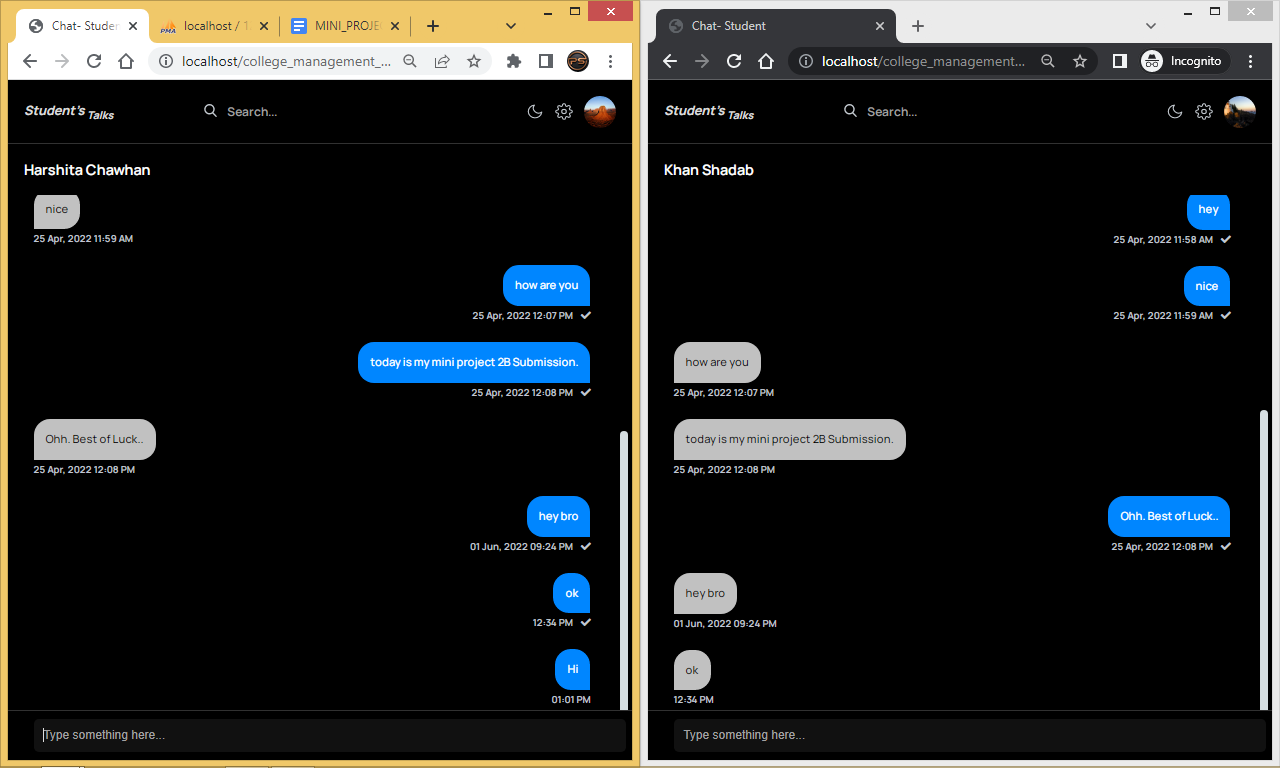 Chat- Studen
localhost / 1
MINI_PROJE
localhost/college_management_...
Student's Talks
Search...
Harshita Chawhan
nice
25 Apr, 2022 11:59 AM
how are you
25 Apr, 2022 12:07 PM
today is my mini project 2B Submission.
25 Apr, 2022 12:08 PM
Ohh. Best of Luck..
25 Apr, 2022 12:08 PM
hey bro
01 Jun, 2022 09:24 PM
ok
12:34 PM
Hi
01:01 PM
Type something here...
Chat- Student
localhost/college_management...
Incognito
Student's Talks
Search...
Khan Shadab
hey
25 Apr, 2022 11:58 AM
nice
25 Apr, 2022 11:59 AM
how are you
25 Apr, 2022 12:07 PM
today is my mini project 2B Submission.
25 Apr, 2022 12:08 PM
Ohh. Best of Luck..
25 Apr, 2022 12:08 PM
hey bro
01 Jun, 2022 09:24 PM
ok
12:34 PM
Type something here...